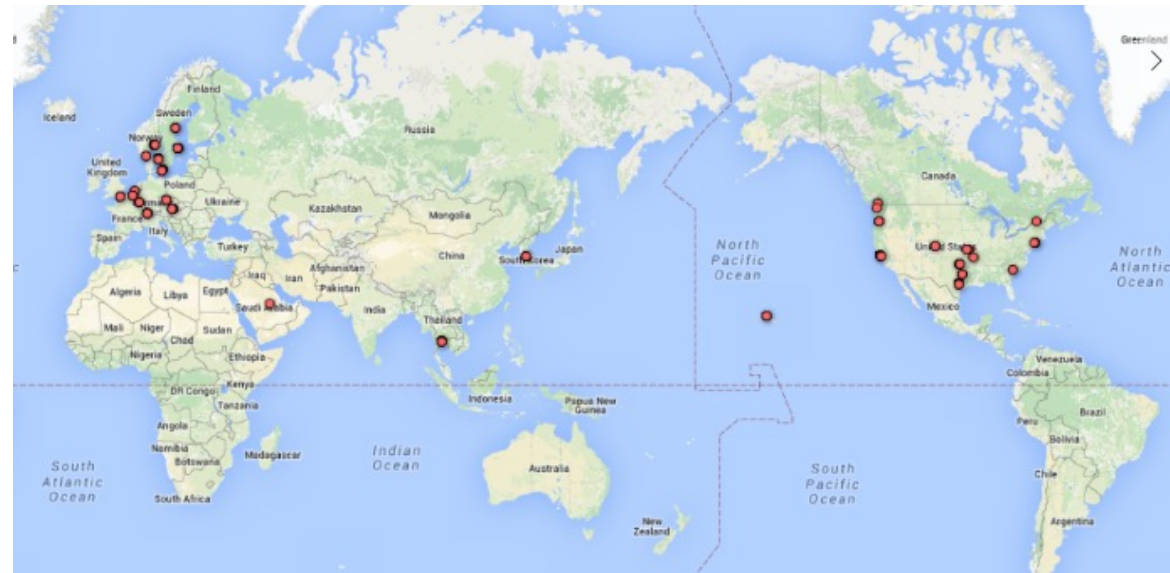 Greenland
Finland
Iceland
Sweden
Russia
Norway
Canada
United
Kingdom
Poland
Ukraine
France
Kazakhstan
Mongolia
Italy
Spain
Turkey
North
Pacific
Ocean
United States
North
Atlantic
Ocean
China
Japan
South Korea
Iraq
Iran
Afghanistan
Pakistan
Algeria
Libya
Egypt
Saudi Arabia
India
Mexico
Mali
Niger
Chad
Sudan
Thailand
Nigeria
Ethiopia
Venezuela
Colombia
DR Congo
Kenya
Tanzania
Indonesia
Papua New
Guinea
Brazil
Peru
Angola
Bolivia
Namibia
Botswana
Madagascar
Indian
Ocean
Australia
South
Atlantic
Ocean
South
Pacific
Ocean
Chile
South Africa
New
Zealand
Argentina